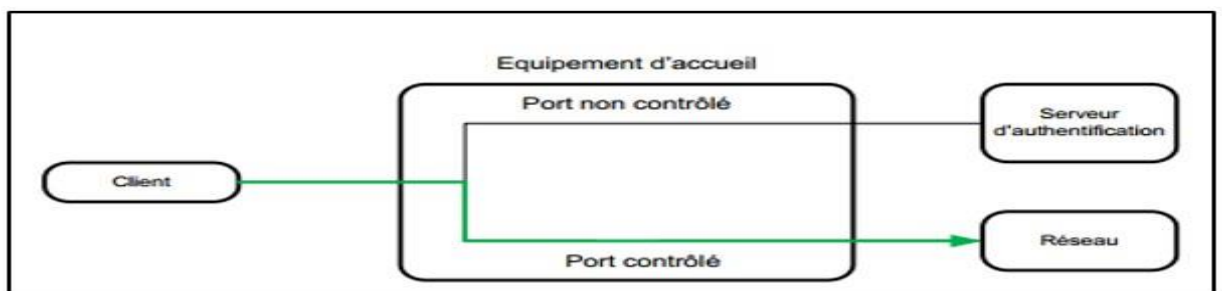 Equipement d'accueil
Port non contrôlé
Serveur
d'authentification
Client
Réseau
Port contrôlé